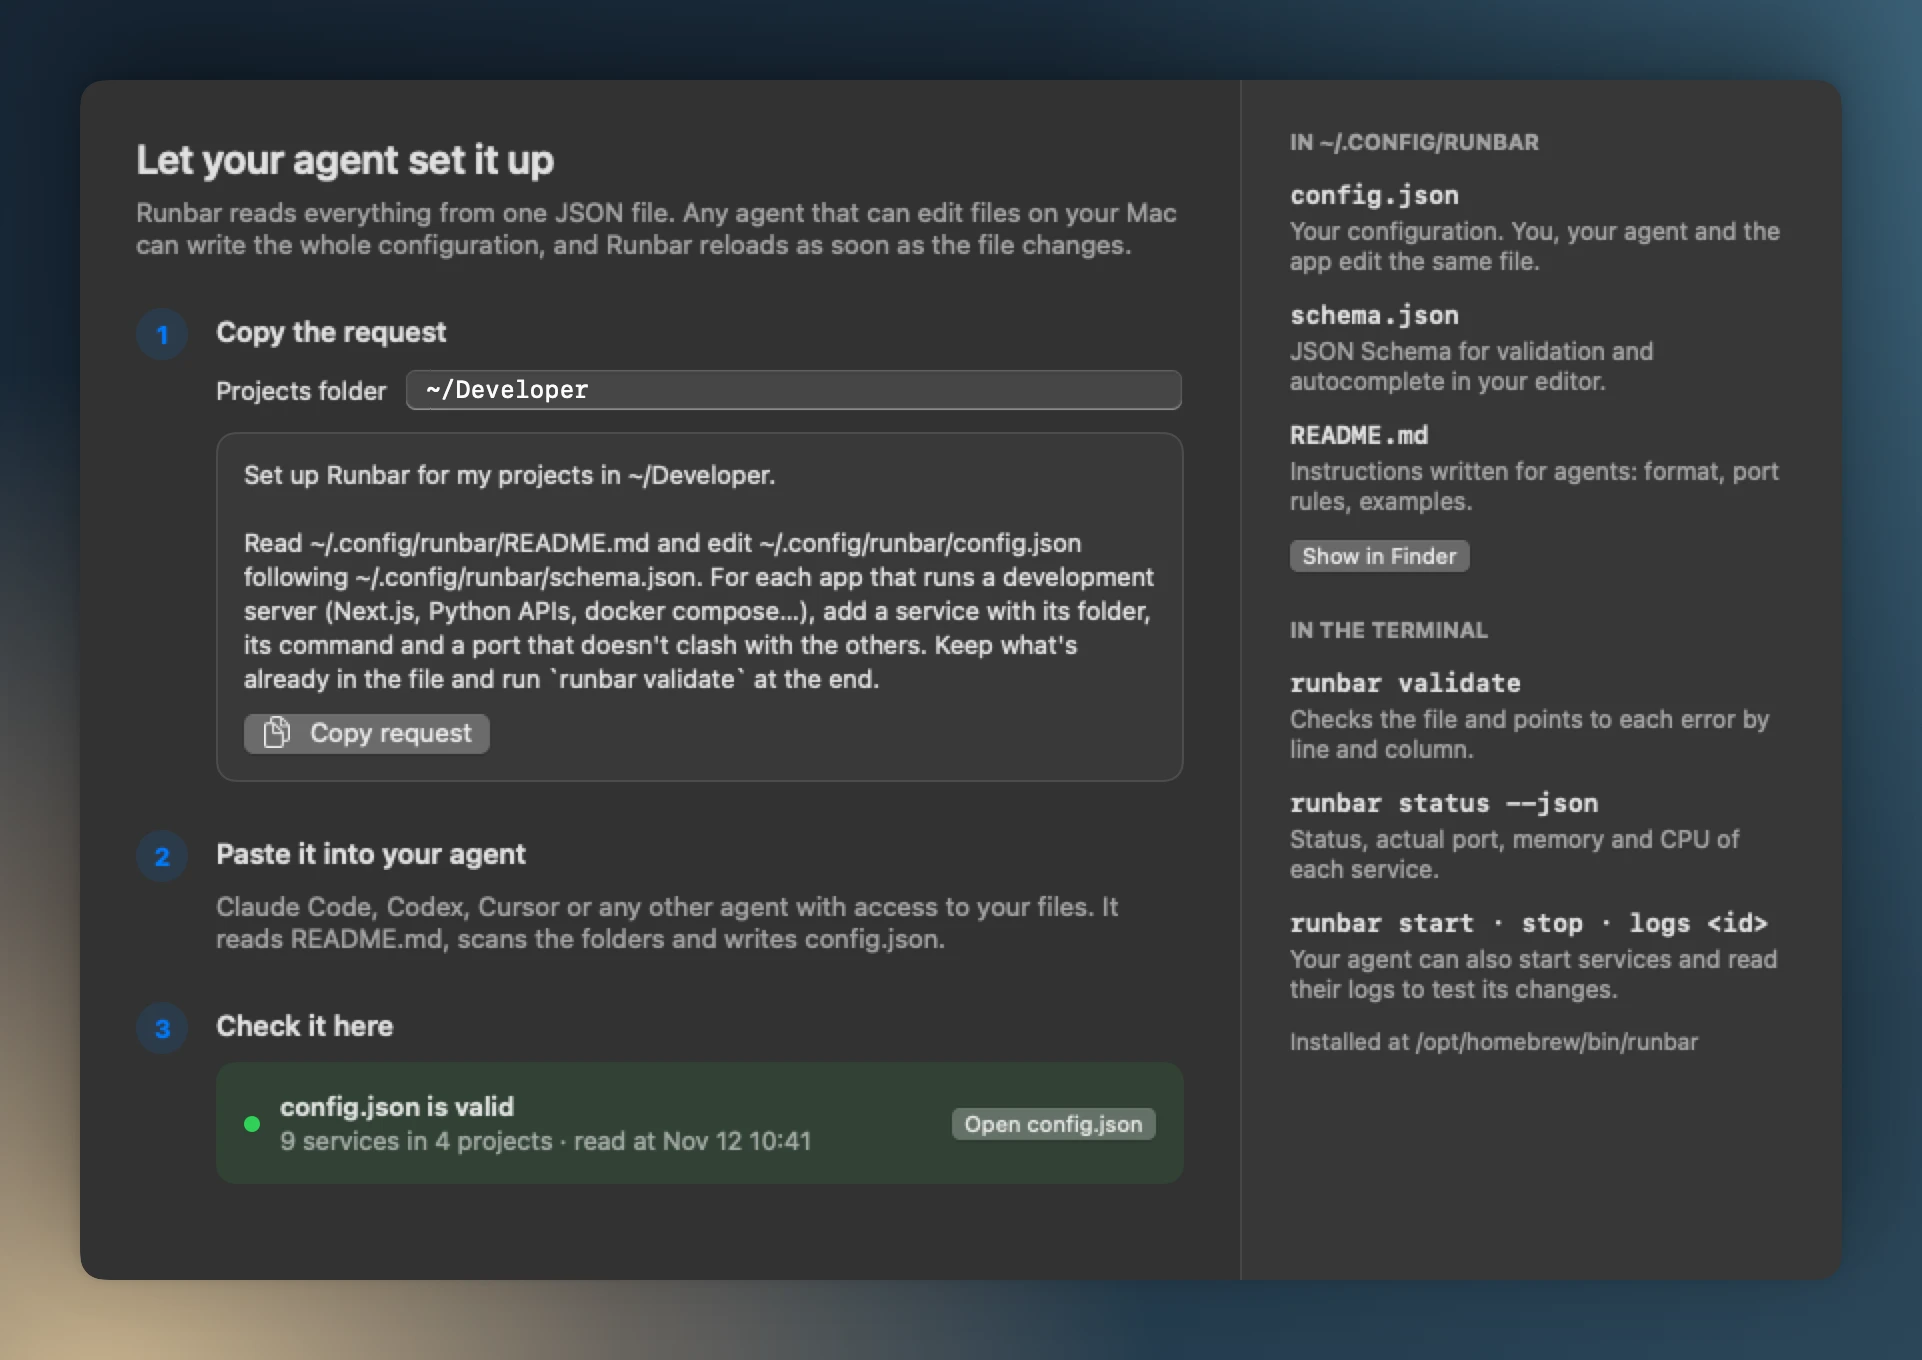 Let your agent set it up
Runbar reads everything from one JSON file. Any agent that can edit files on your Mac
can write the whole configuration, and Runbar reloads as soon as the file changes.
1
Copy the request
Projects folder
~/Developer
Set up Runbar for my projects in ~/Developer.
Read ~/.config/runbar/README.md and edit ~/.config/runbar/config.json
following ~/.config/runbar/schema.json. For each app that runs a development
server (Next.js, Python APIs, docker compose...), add a service with its folder,
its command and a port that doesn't clash with the others. Keep what's
already in the file and run `runbar validate` at the end.
Copy request
2
Paste it into your agent
Claude Code, Codex, Cursor or any other agent with access to your files. It
reads README.md, scans the folders and writes config.json.
3
Check it here
config.json is valid
9 services in 4 projects · read at Nov 12 10:41
Open config.json
IN ~/.CONFIG/RUNBAR
config.json
Your configuration. You, your agent and the
app edit the same file.
schema.json
JSON Schema for validation and
autocomplete in your editor.
README.md
Instructions written for agents: format, port
rules, examples.
Show in Finder
IN THE TERMINAL
runbar validate
Checks the file and points to each error by
line and column.
runbar status --json
Status, actual port, memory and CPU of
each service.
runbar start · stop · logs <id>
Your agent can also start services and read
their logs to test its changes.
Installed at /opt/homebrew/bin/runbar